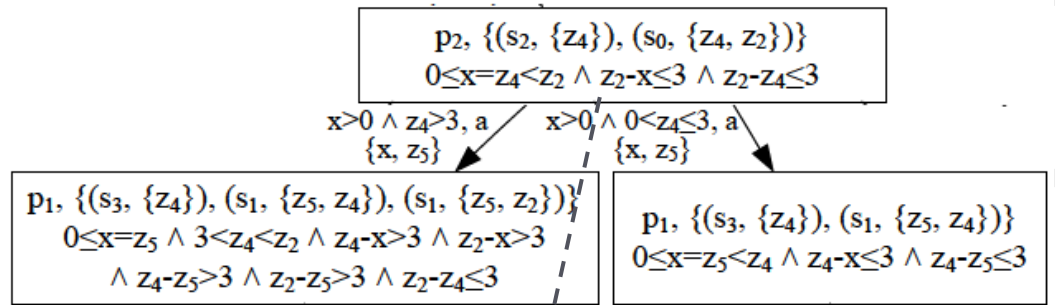 p₂, {(s₂, {z₄}), (s₀, {z₄, z₂})}
0≤x=z₄<z₂ ∧ z₂-x≤3 ∧ z₂-z₄≤3
x>0 ∧ z₄>3, a
{x, z₅}
x>0 ∧ 0<z₄≤3, a
{x, z₅}
p₁, {(s₃, {z₄}), (s₁, {z₅, z₄}), (s₁, {z₅, z₂})}
0≤x=z₅ ∧ 3<z₄<z₂ ∧ z₄-x>3 ∧ z₂-x>3
∧ z₄-z₅>3 ∧ z₂-z₅>3 ∧ z₂-z₄≤3
p₁, {(s₃, {z₄}), (s₁, {z₅, z₄})}
0≤x=z₅<z₄ ∧ z₄-x≤3 ∧ z₄-z₅≤3